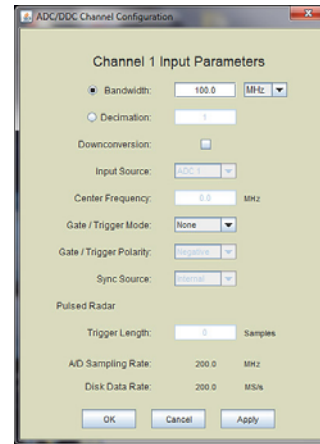 ADC/DDC Channel Configuration
Channel 1 Input Parameters
Bandwidth: 100.0 MHz
Decimation: 1
Downconversion:
Input Source: ADC 1
Center Frequency: 0.0 MHz
Gate / Trigger Mode: None
Gate / Trigger Polarity: Negative
Sync Source: Internal
Pulsed Radar
Trigger Length: 0 Samples
A/D Sampling Rate: 200.0 MHz
Disk Data Rate: 200.0 MS/s
OK Cancel Apply